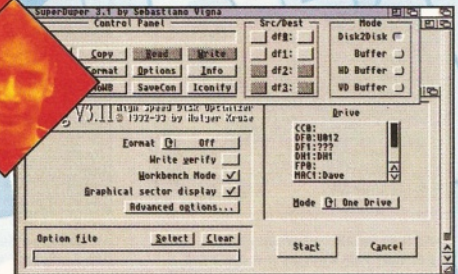 SuperDuper 3.1 by Sebastiano Vigna
Control Panel
Src/Dest
Mode
Copy
Read
Write
Options
Info
SaveCon
Iconify
df0:
df1:
df2:
df3:
Disk2Disk
Buffer
HD Buffer
VD Buffer
V3.11 High Speed Disk Optimizer
© 1992-93 by Holger Kruse
Format Off
Write verify
Workbench Mode
Graphical sector display
Advanced options...
Drive
CC0:
DF0:U012
DF1:???
DH1:DH1
FP0:
MAC1:Dave
Mode One Drive
Option file
Select
Clear
Start
Cancel